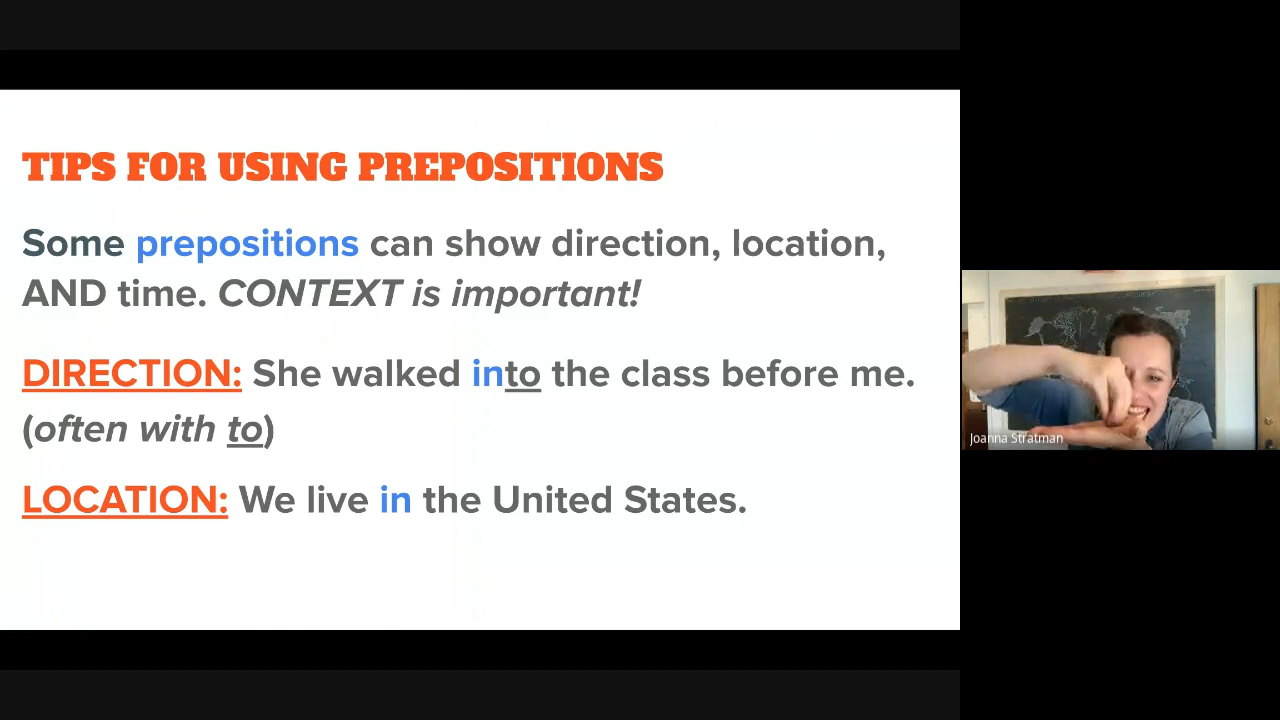 TIPS FOR USING PREPOSITIONS
Some prepositions can show direction, location,
AND time. CONTEXT is important!
DIRECTION: She walked into the class before me.
(often with to)
LOCATION: We live in the United States.
Joanna Stratman